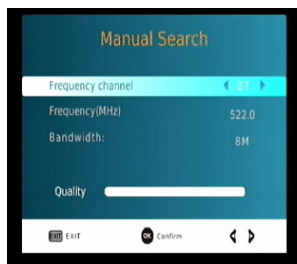 Manual Search
Frequency channel 27
Frequency(MHz) 522.0
Bandwidth: 8M
Quality
EXIT EXIT OK Confirm